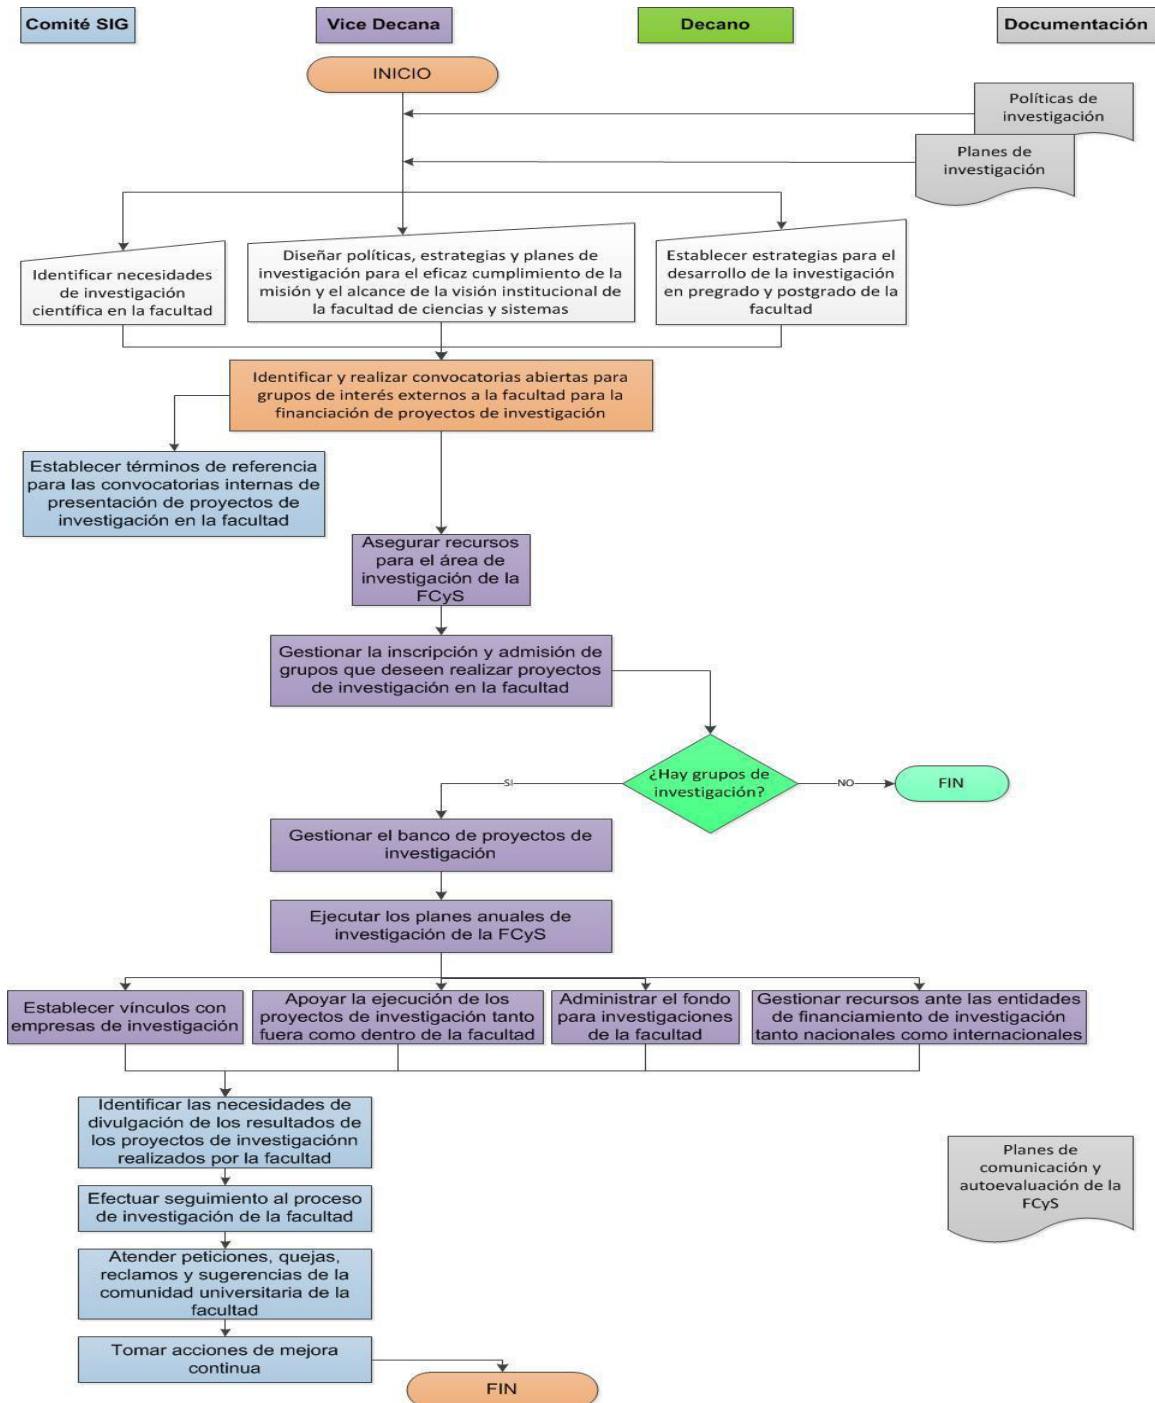 Comité SIG
Vice Decana
Decano
Documentación
INICIO
Políticas de
investigación
Planes de
investigación
Identificar necesidades
de investigación
científica en la facultad
Diseñar políticas, estrategias y planes de
investigación para el eficaz cumplimiento de la
misión y el alcance de la visión institucional de
la facultad de ciencias y sistemas
Establecer estrategias para el
desarrollo de la investigación
en pregrado y postgrado de la
facultad
Identificar y realizar convocatorias abiertas para
grupos de interés externos a la facultad para la
financiación de proyectos de investigación
Establecer términos de referencia
para las convocatorias internas de
presentación de proyectos de
investigación en la facultad
Asegurar recursos
para el área de
investigación de la
FCyS
Gestionar la inscripción y admisión de
grupos que deseen realizar proyectos
de investigación en la facultad
¿Hay grupos de
investigación?
SI
NO
FIN
Gestionar el banco de proyectos de
investigación
Ejecutar los planes anuales de
investigación de la FCyS
Establecer vínculos con
empresas de investigación
Apoyar la ejecución de los
proyectos de investigación tanto
fuera como dentro de la facultad
Administrar el fondo
para investigaciones
de la facultad
Gestionar recursos ante las entidades
de financiamiento de investigación
tanto nacionales como internacionales
Identificar las necesidades de
divulgación de los resultados de
los proyectos de investigaciónn
realizados por la facultad
Planes de
comunicación y
autoevaluación de la
FCyS
Efectuar seguimiento al proceso
de investigación de la facultad
Atender peticiones, quejas,
reclamos y sugerencias de la
comunidad universitaria de la
facultad
Tomar acciones de mejora
continua
FIN